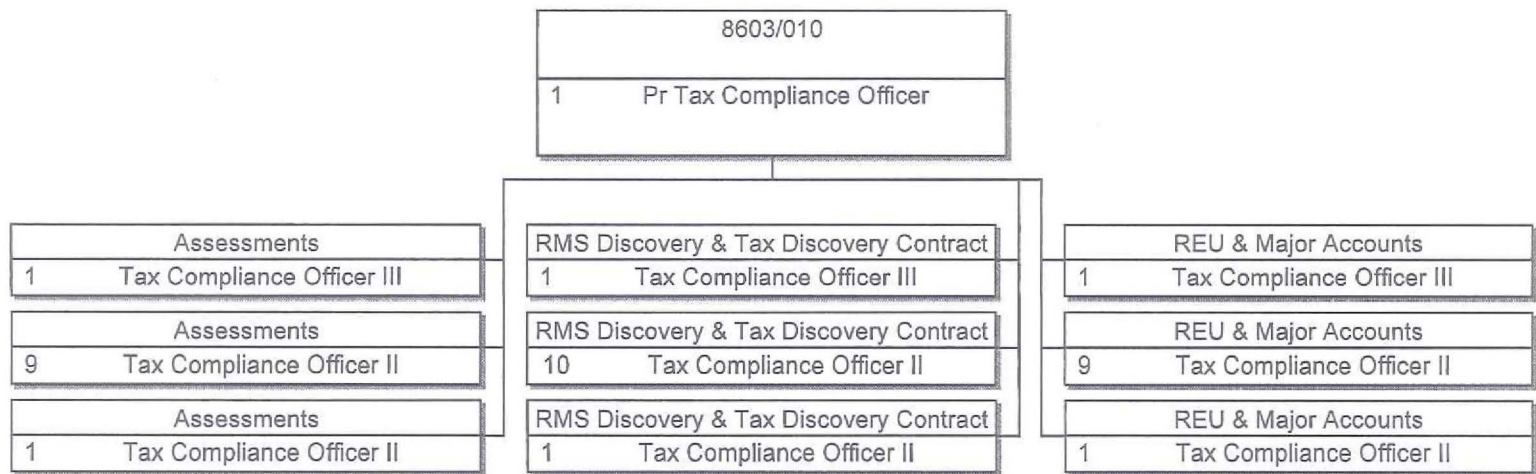 8603/010
1 Pr Tax Compliance Officer
Assessments
1 Tax Compliance Officer III
Assessments
9 Tax Compliance Officer II
Assessments
1 Tax Compliance Officer II
RMS Discovery & Tax Discovery Contract
1 Tax Compliance Officer III
RMS Discovery & Tax Discovery Contract
10 Tax Compliance Officer II
RMS Discovery & Tax Discovery Contract
1 Tax Compliance Officer II
REU & Major Accounts
1 Tax Compliance Officer III
REU & Major Accounts
9 Tax Compliance Officer II
REU & Major Accounts
1 Tax Compliance Officer II